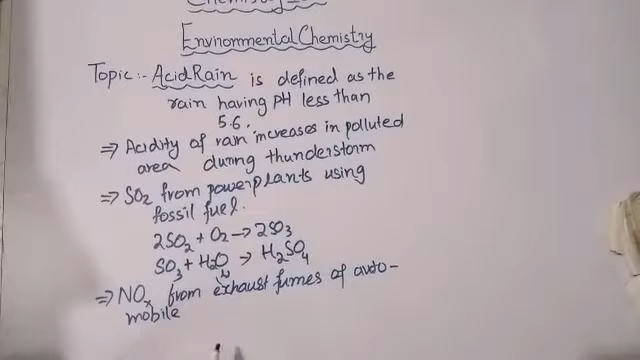 Environmental Chemistry
Topic :- Acid Rain is defined as the
rain having pH less than
5.6.
⇒ Acidity of rain increases in polluted
area during thunderstorm
⇒ SO₂ from powerplants using
fossil fuel.
2SO₂ + O₂ → 2SO₃
SO₃ + H₂O → H₂SO₄
⇒ NOₓ from exhaust fumes of auto-
mobile